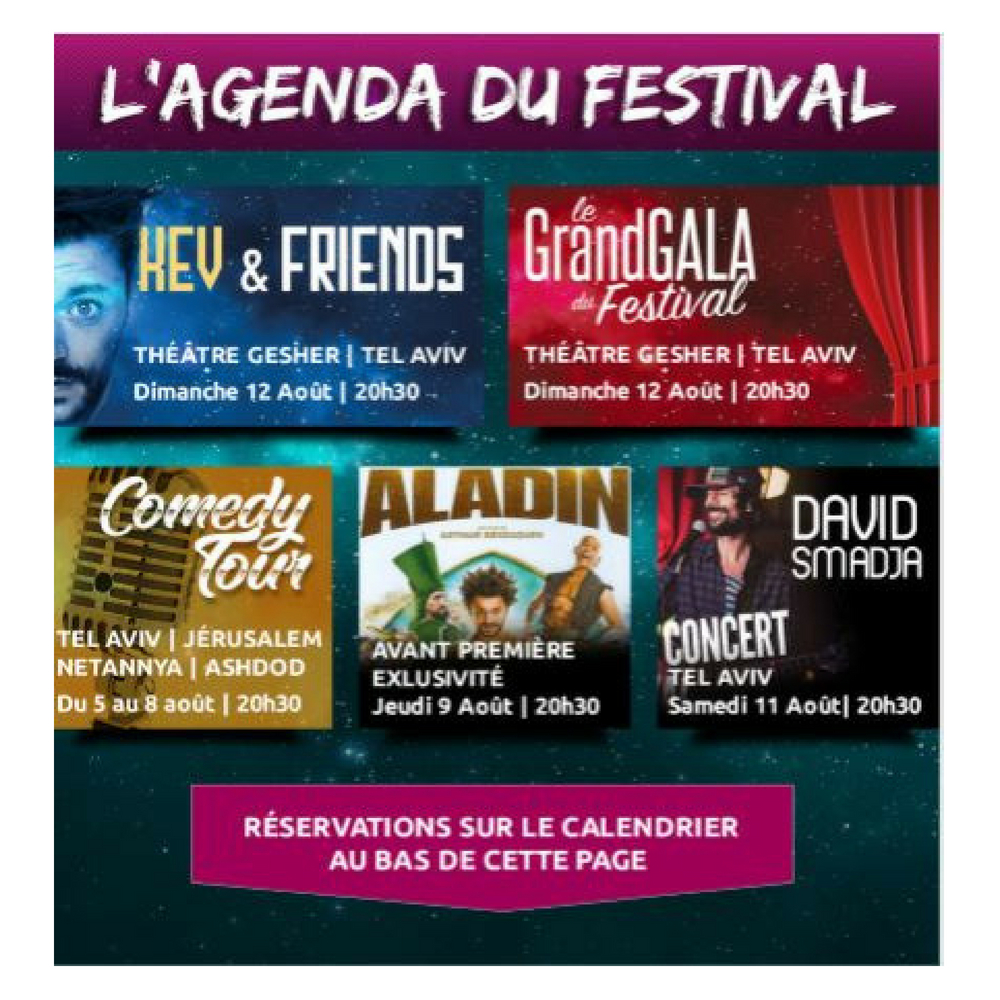 L'AGENDA DU FESTIVAL
KEV & FRIENDS
THÉÂTRE GESHER | TEL AVIV
Dimanche 12 Août | 20h30
le
GrandGALA
du Festival
THÉÂTRE GESHER | TEL AVIV
Dimanche 12 Août | 20h30
Comedy
Tour
TEL AVIV | JÉRUSALEM
NETANNYA | ASHDOD
Du 5 au 8 août | 20h30
ALADIN
AVANT PREMIÈRE
EXLUSIVITÉ
Jeudi 9 Août | 20h30
DAVID
SMADJA
CONCERT
TEL AVIV
Samedi 11 Août| 20h30
RÉSERVATIONS SUR LE CALENDRIER
AU BAS DE CETTE PAGE